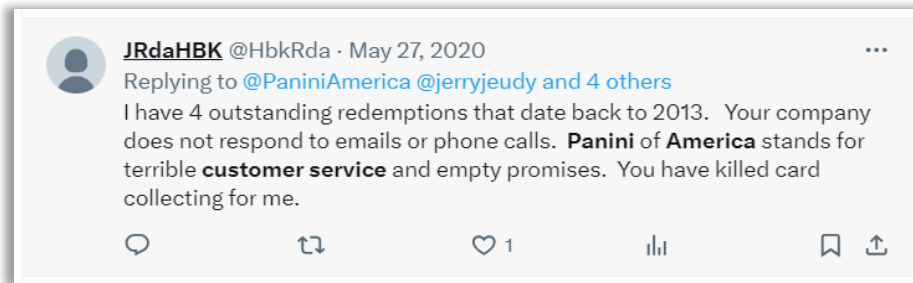 JRdaHBK @HbkRda · May 27, 2020
Replying to @PaniniAmerica @jerryjeudy and 4 others
I have 4 outstanding redemptions that date back to 2013.   Your company
does not respond to emails or phone calls.  Panini of America stands for
terrible customer service and empty promises.  You have killed card
collecting for me.
1